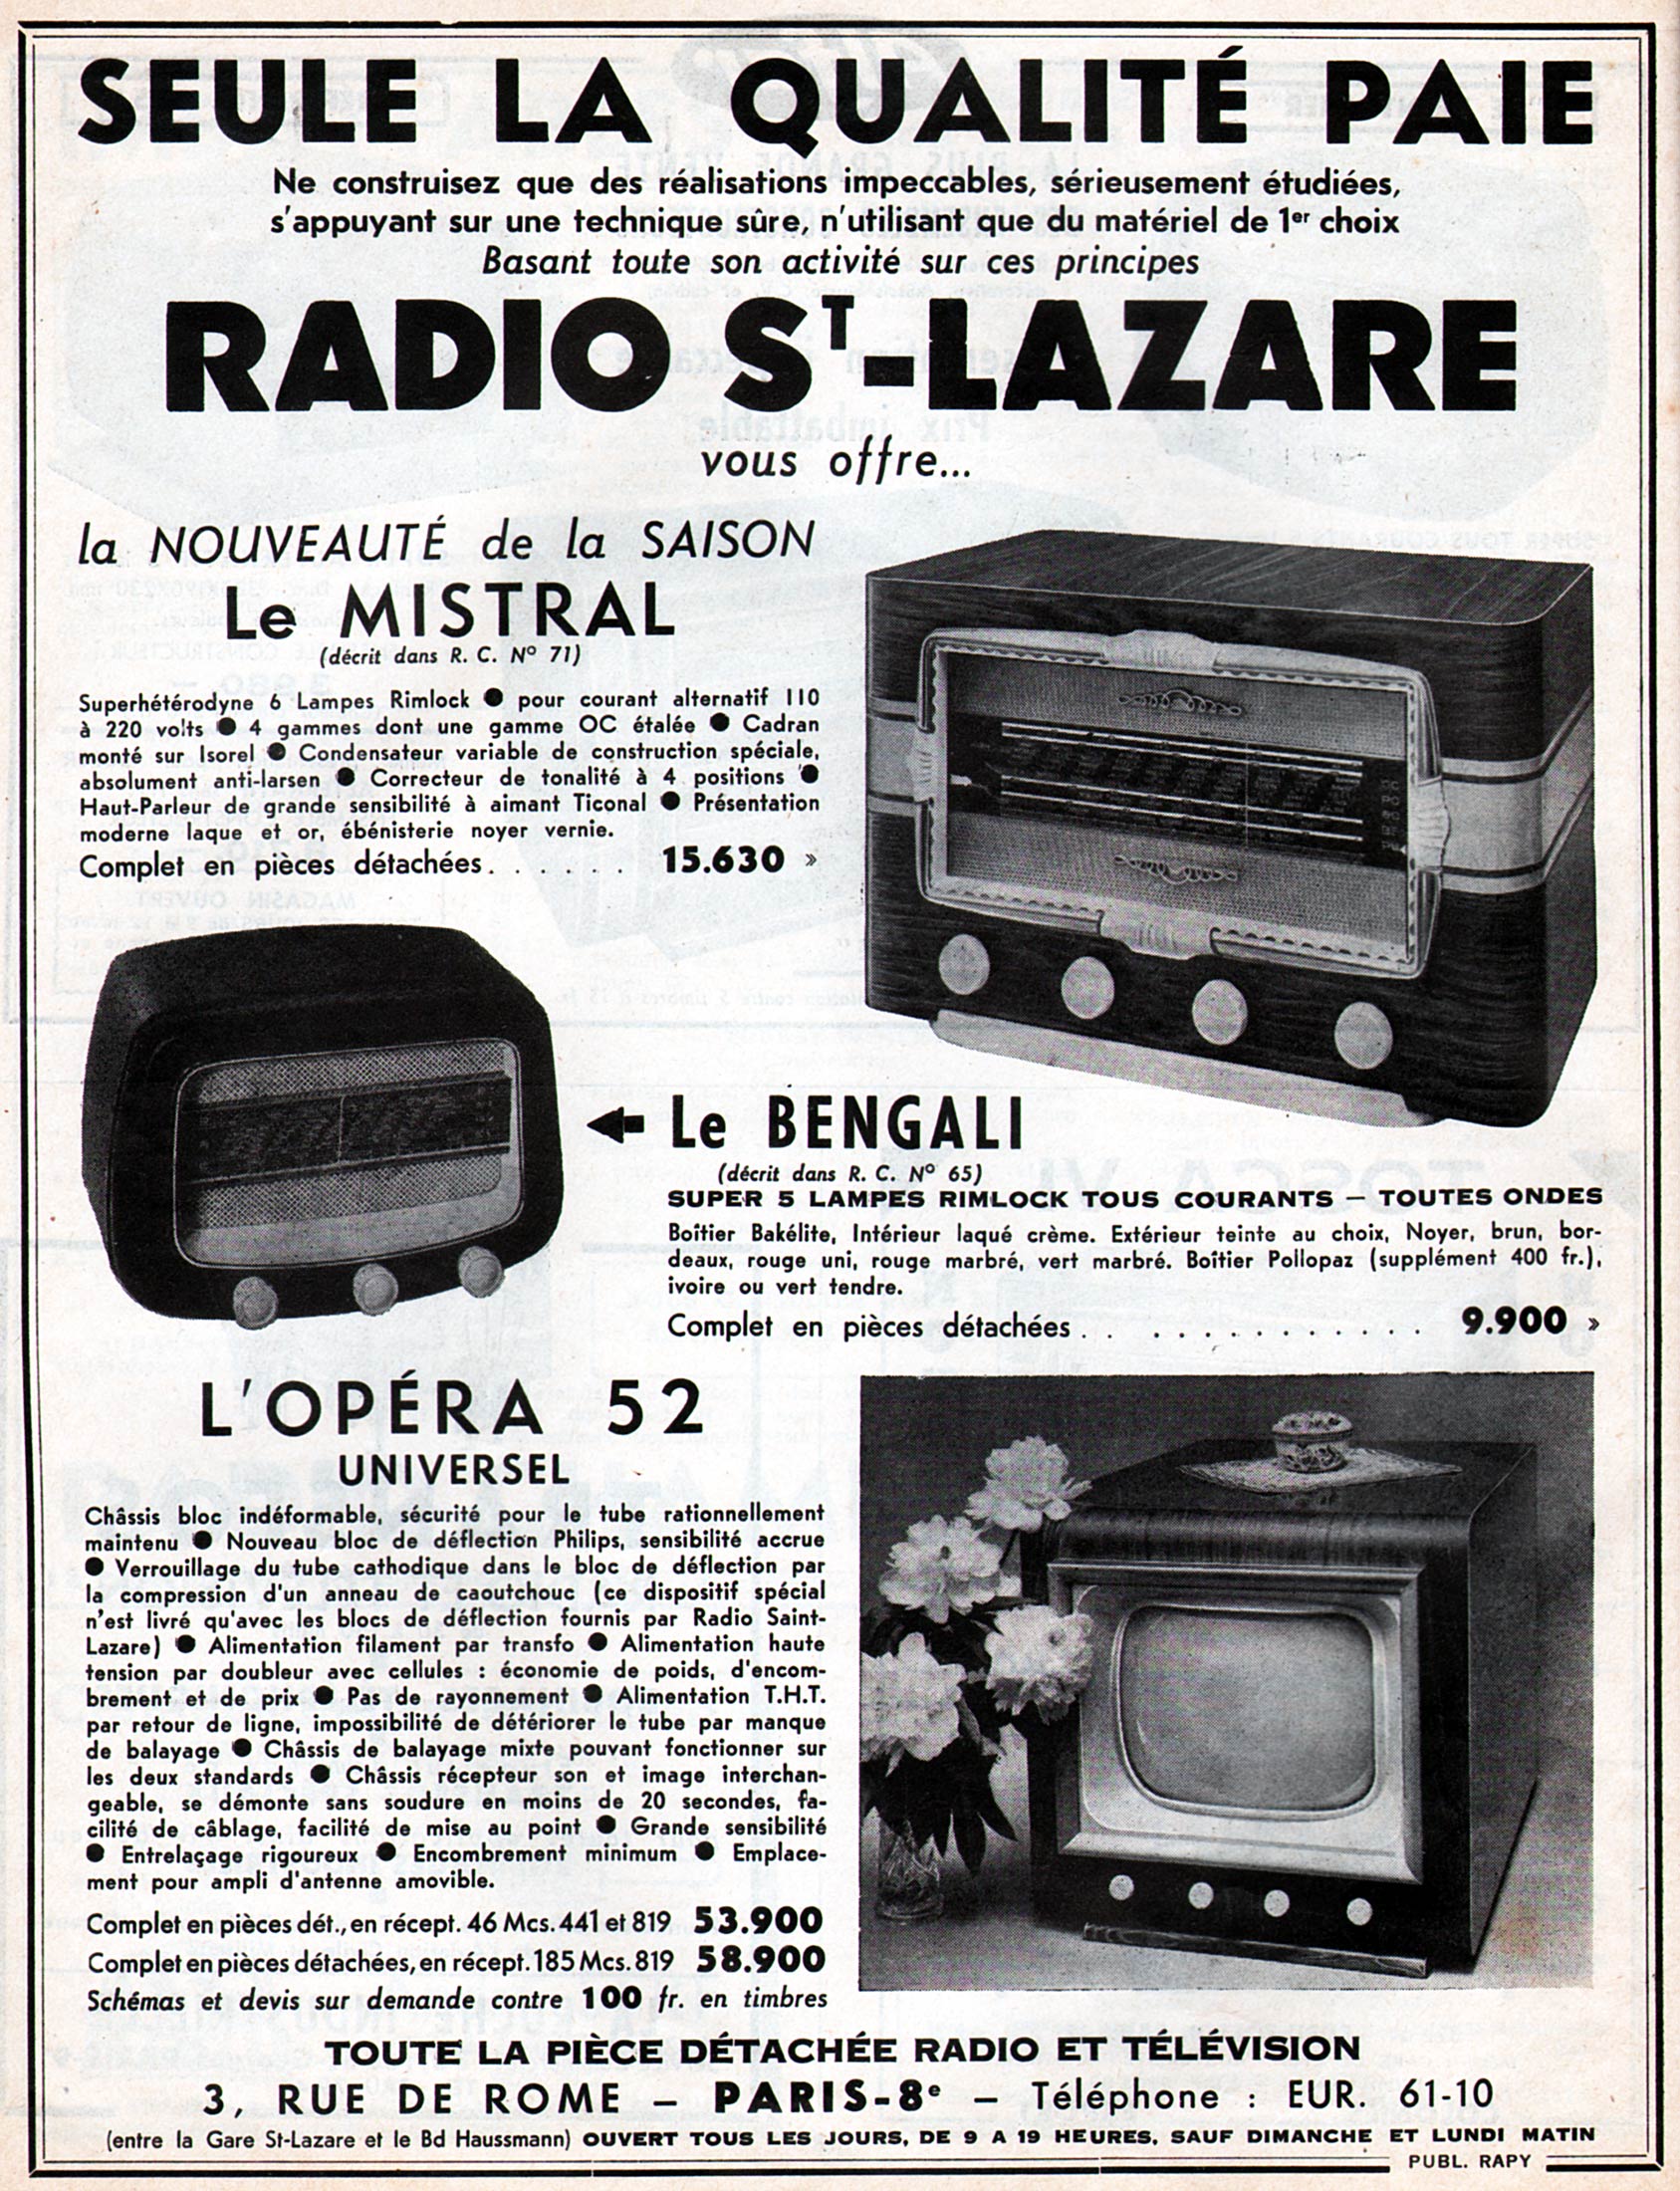 SEULE LA QUALITÉ PAIE
Ne construisez que des réalisations impeccables, sérieusement étudiées,
s'appuyant sur une technique sûre, n'utilisant que du matériel de 1er choix
Basant toute son activité sur ces principes
RADIO ST-LAZARE
vous offre...
la NOUVEAUTÉ de la SAISON
Le MISTRAL
(décrit dans R. C. N° 71)
Superhétérodyne 6 Lampes Rimlock ● pour courant alternatif 110
à 220 volts ● 4 gammes dont une gamme OC étalée ● Cadran
monté sur Isorel ● Condensateur variable de construction spéciale,
absolument anti-larsen ● Correcteur de tonalité à 4 positions ●
Haut-Parleur de grande sensibilité à aimant Ticonal ● Présentation
moderne laque et or, ébénisterie noyer vernie.
Complet en pièces détachées. . . . . . 15.630 »
Le BENGALI
(décrit dans R. C. N° 65)
SUPER 5 LAMPES RIMLOCK TOUS COURANTS — TOUTES ONDES
Boîtier Bakélite, Intérieur laqué crème. Extérieur teinte au choix, Noyer, brun, bor-
deaux, rouge uni, rouge marbré, vert marbré. Boîtier Pollopaz (supplément 400 fr.),
ivoire ou vert tendre.
Complet en pièces détachées . . . . . . . . . . . . . 9.900 »
L'OPÉRA 52
UNIVERSEL
Châssis bloc indéformable, sécurité pour le tube rationnellement
maintenu ● Nouveau bloc de déflection Philips, sensibilité accrue
● Verrouillage du tube cathodique dans le bloc de déflection par
la compression d'un anneau de caoutchouc (ce dispositif spécial
n'est livré qu'avec les blocs de déflection fournis par Radio Saint-
Lazare) ● Alimentation filament par transfo ● Alimentation haute
tension par doubleur avec cellules : économie de poids, d'encom-
brement et de prix ● Pas de rayonnement ● Alimentation T.H.T.
par retour de ligne, impossibilité de détériorer le tube par manque
de balayage ● Châssis de balayage mixte pouvant fonctionner sur
les deux standards ● Châssis récepteur son et image interchan-
geable, se démonte sans soudure en moins de 20 secondes, fa-
cilité de câblage, facilité de mise au point ● Grande sensibilité
● Entrelaçage rigoureux ● Encombrement minimum ● Emplace-
ment pour ampli d'antenne amovible.
Complet en pièces dét., en récept. 46 Mcs. 441 et 819 53.900
Complet en pièces détachées, en récept. 185 Mcs. 819 58.900
Schémas et devis sur demande contre 100 fr. en timbres
TOUTE LA PIÈCE DÉTACHÉE RADIO ET TÉLÉVISION
3, RUE DE ROME — PARIS-8e — Téléphone : EUR. 61-10
(entre la Gare St-Lazare et le Bd Haussmann) OUVERT TOUS LES JOURS, DE 9 A 19 HEURES, SAUF DIMANCHE ET LUNDI MATIN
PUBL. RAPY